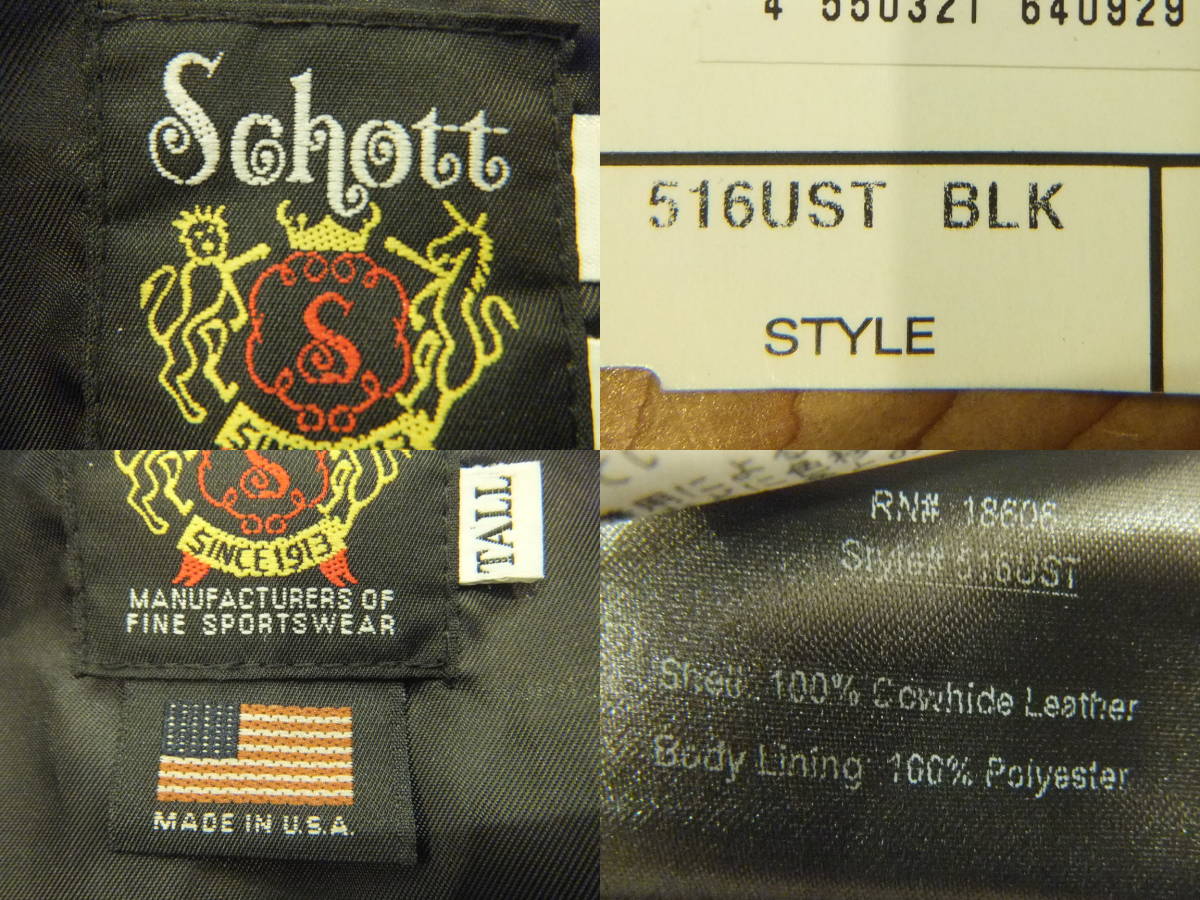 Schott
S
SINCE 1913
4 550321 640929
516UST BLK
STYLE
S
SINCE 1913
TALL
MANUFACTURERS OF
FINE SPORTSWEAR
MADE IN U.S.A.
RN# 18606
Style# 516UST
Shell: 100% Cowhide Leather
Body Lining: 100% Polyester